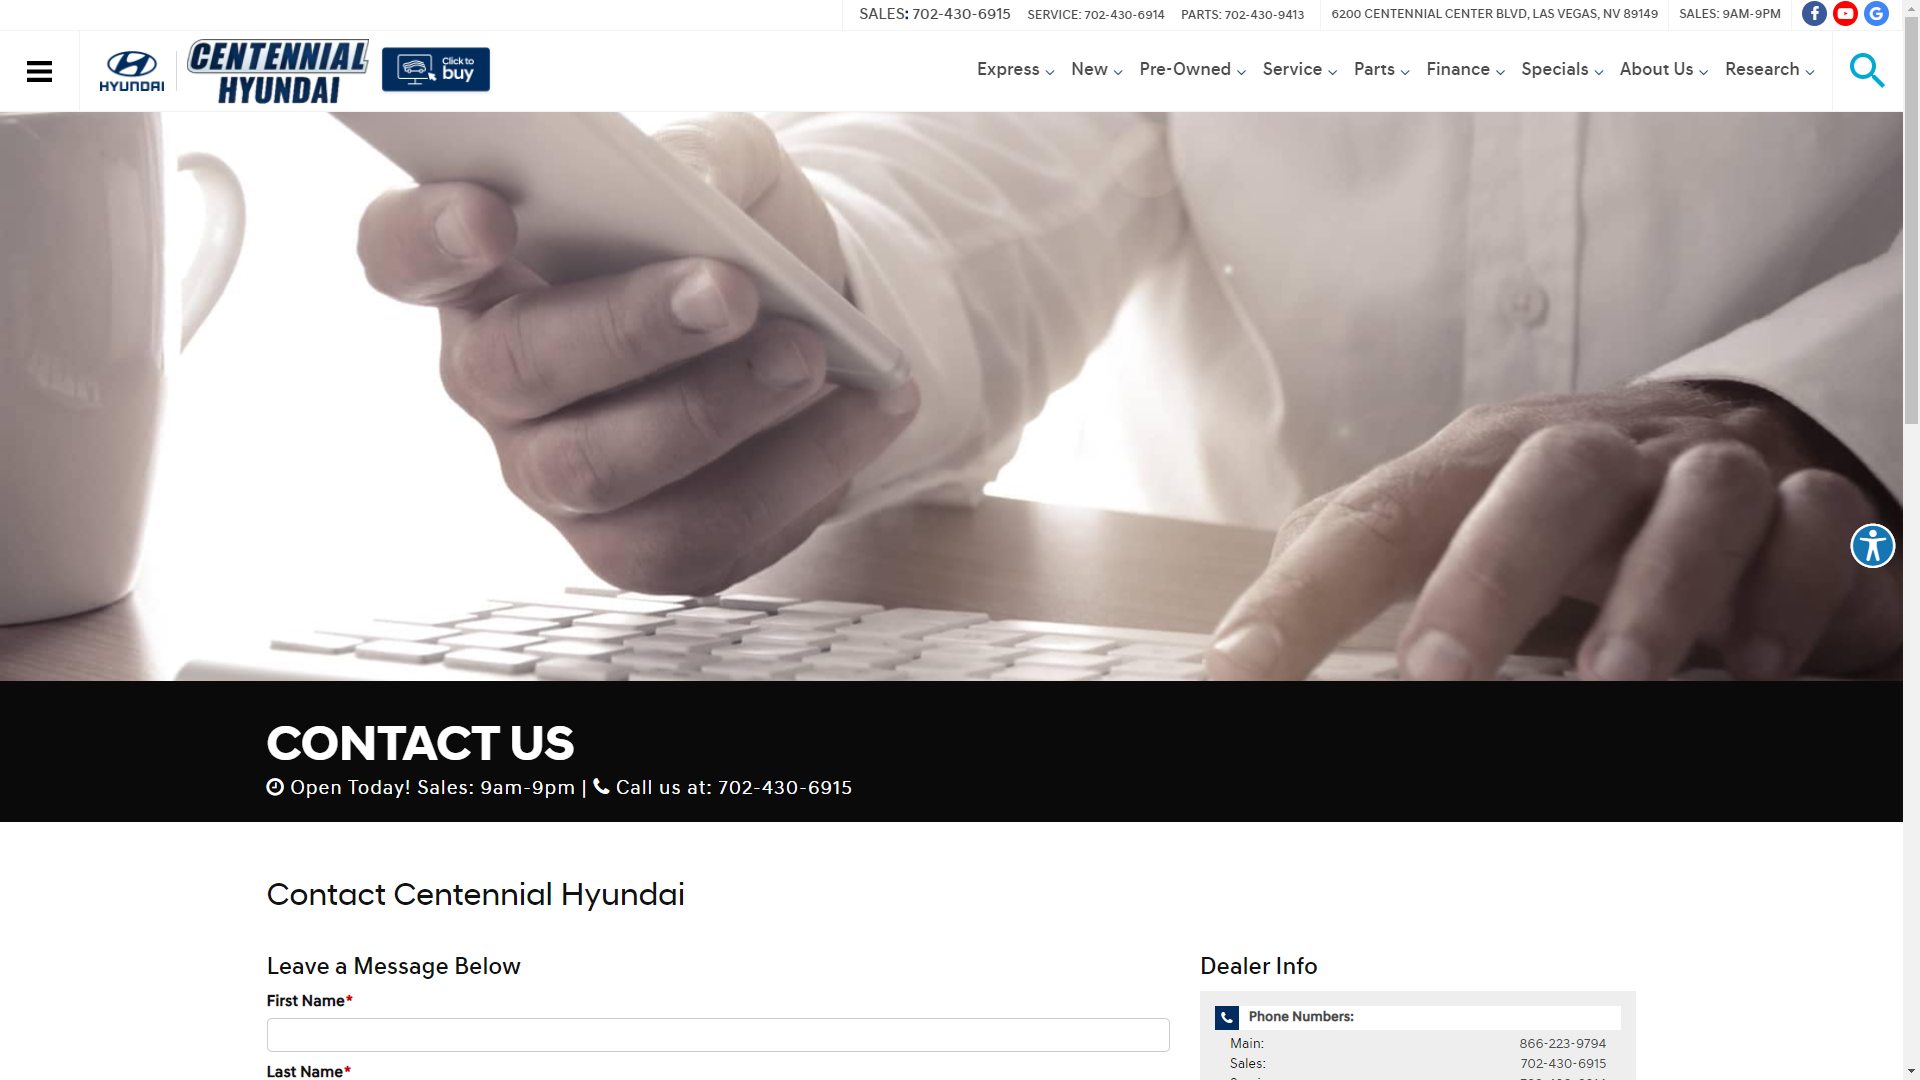 SALES: 702-430-6915 SERVICE: 702-430-6914 PARTS: 702-430-9413 6200 CENTENNIAL CENTER BLVD, LAS VEGAS, NV 89149 SALES: 9AM-9PM
HYUNDAI
CENTENNIAL
HYUNDAI
Click to
buy
Express New Pre-Owned Service Parts Finance Specials About Us Research
CONTACT US
Open Today! Sales: 9am-9pm | Call us at: 702-430-6915
Contact Centennial Hyundai
Leave a Message Below
First Name*
Last Name*
Dealer Info
Phone Numbers:
Main: 866-223-9794
Sales: 702-430-6915